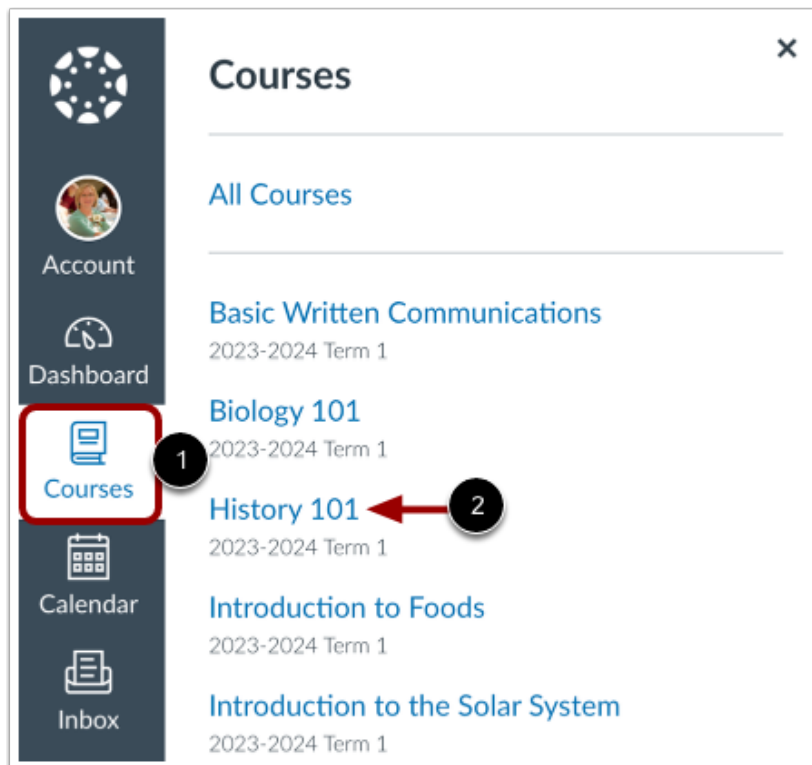 Account
Dashboard
Courses
Calendar
Inbox
1
×
Courses
All Courses
Basic Written Communications
2023-2024 Term 1
Biology 101
2023-2024 Term 1
History 101
2
2023-2024 Term 1
Introduction to Foods
2023-2024 Term 1
Introduction to the Solar System
2023-2024 Term 1